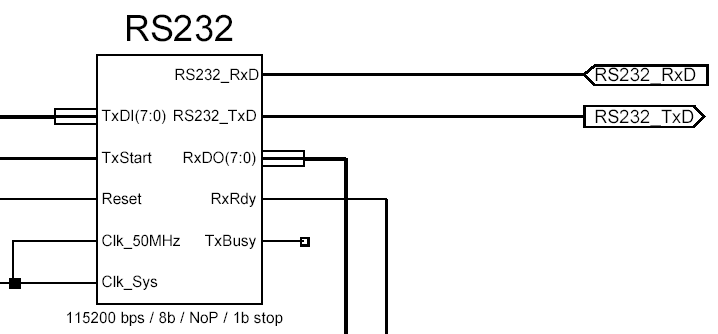 RS232
RS232_RxD
RS232_RxD
TxDI(7:0) RS232_TxD
RS232_TxD
TxStart RxDO(7:0)
Reset RxRdy
Clk_50MHz TxBusy
Clk_Sys
115200 bps / 8b / NoP / 1b stop